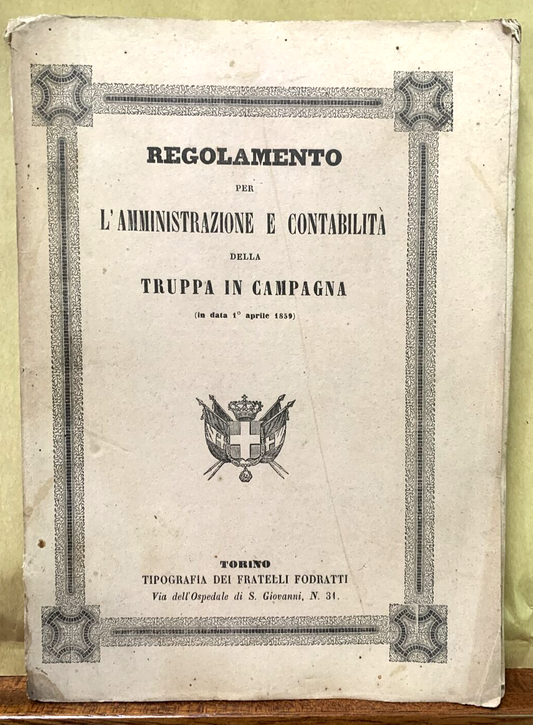 REGOLAMENTO
PER
L'AMMINISTRAZIONE E CONTABILITÀ
DELLA
TRUPPA IN CAMPAGNA
(in data 1° aprile 1859)
TORINO
TIPOGRAFIA DEI FRATELLI FODRATTI
Via dell'Ospedale di S. Giovanni, N. 31.